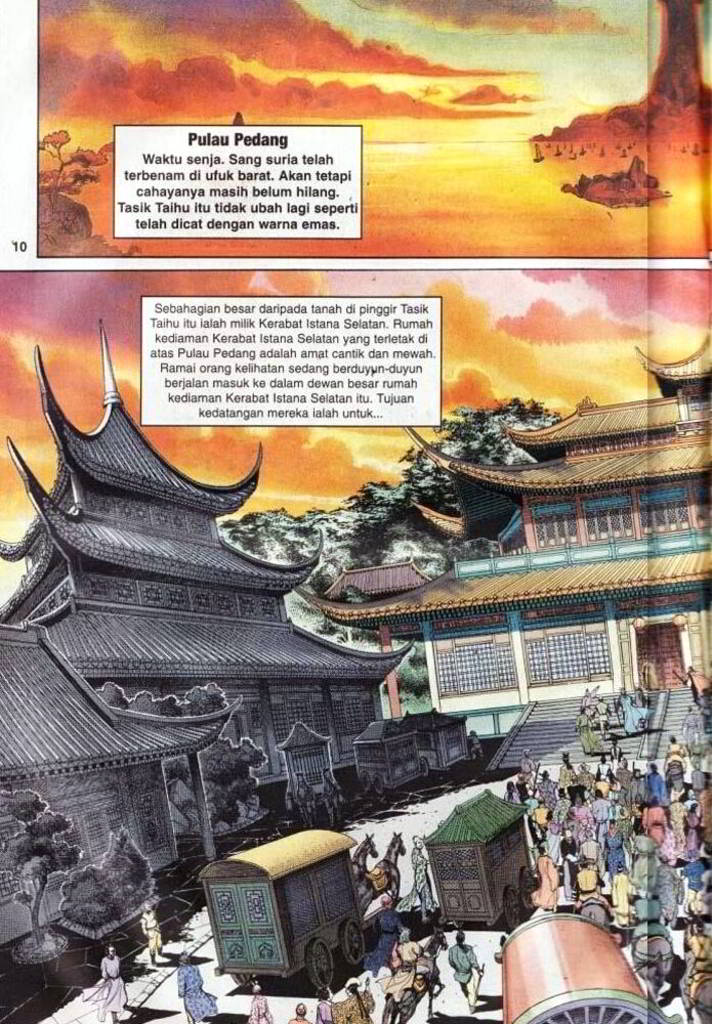 Pulau Pedang
Waktu senja. Sang suria telah
terbenam di ufuk barat. Akan tetapi
cahayanya masih belum hilang.
Tasik Taihu itu tidak ubah lagi seperti
telah dicat dengan warna emas.
10
Sebahagian besar daripada tanah di pinggir Tasik
Taihu itu ialah milik Kerabat Istana Selatan. Rumah
kediaman Kerabat Istana Selatan yang terletak di
atas Pulau Pedang adalah amat cantik dan mewah.
Ramai orang kelihatan sedang berduyun-duyun
berjalan masuk ke dalam dewan besar rumah
kediaman Kerabat Istana Selatan itu. Tujuan
kedatangan mereka ialah untuk...